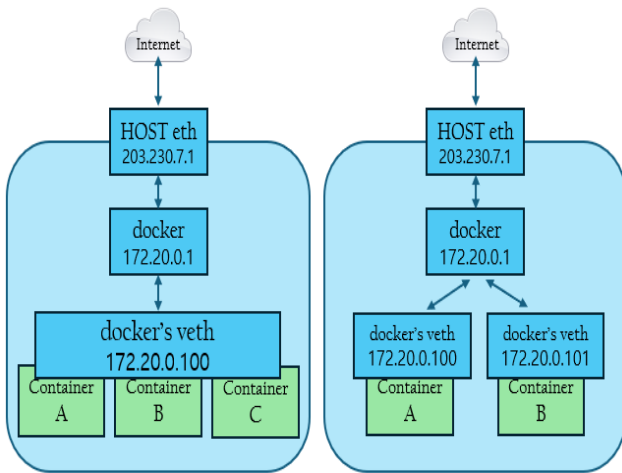 Internet
HOST eth
203.230.7.1
docker
172.20.0.1
docker's veth
172.20.0.100
Container
A
Container
B
Container
C
Internet
HOST eth
203.230.7.1
docker
172.20.0.1
docker's veth
172.20.0.100
Container
A
docker's veth
172.20.0.101
Container
B